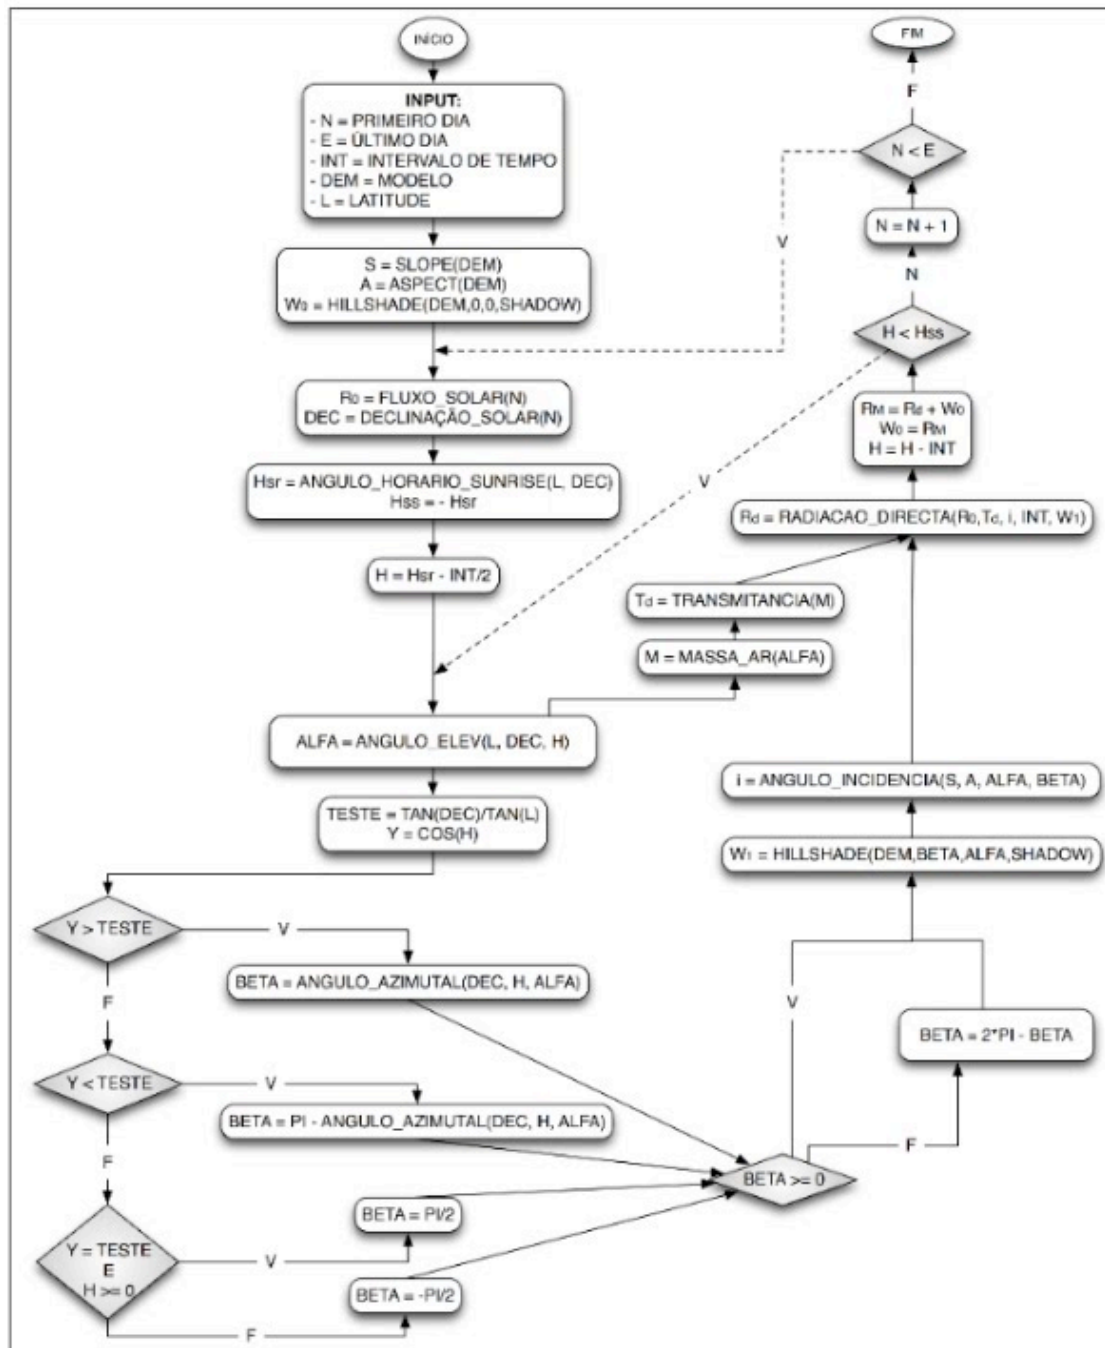 INÍCIO
INPUT:
- N = PRIMEIRO DIA
- E = ÚLTIMO DIA
- INT = INTERVALO DE TEMPO
- DEM = MODELO
- L = LATITUDE
S = SLOPE(DEM)
A = ASPECT(DEM)
W0 = HILLSHADE(DEM,0,0,SHADOW)
R0 = FLUXO_SOLAR(N)
DEC = DECLINAÇÃO_SOLAR(N)
Hsr = ANGULO_HORARIO_SUNRISE(L, DEC)
Hss = - Hsr
H = Hsr - INT/2
ALFA = ANGULO_ELEV(L, DEC, H)
TESTE = TAN(DEC)/TAN(L)
Y = COS(H)
Y > TESTE
V
BETA = ANGULO_AZIMUTAL(DEC, H, ALFA)
F
Y < TESTE
V
BETA = PI - ANGULO_AZIMUTAL(DEC, H, ALFA)
F
Y = TESTE
E
H >= 0
V
BETA = PI/2
F
BETA = -PI/2
BETA >= 0
V
F
BETA = 2*PI - BETA
W1 = HILLSHADE(DEM,BETA,ALFA,SHADOW)
i = ANGULO_INCIDENCIA(S, A, ALFA, BETA)
M = MASSA_AR(ALFA)
Td = TRANSMITANCIA(M)
Rd = RADIACAO_DIRECTA(R0,Td, i, INT, W1)
RM = Rd + W0
W0 = RM
H = H - INT
H < Hss
V
N
N = N + 1
N < E
V
F
FIM